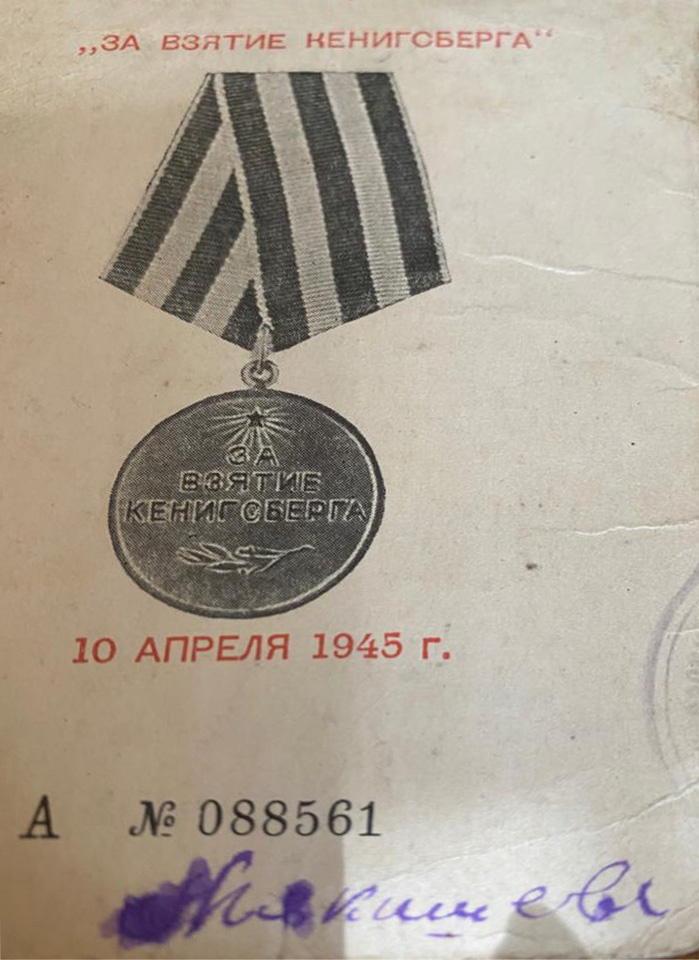 „ЗА ВЗЯТИЕ КЕНИГСБЕРГА“
ЗА
ВЗЯТИЕ
КЕНИГСБЕРГА
10 АПРЕЛЯ 1945 г.
А № 088561